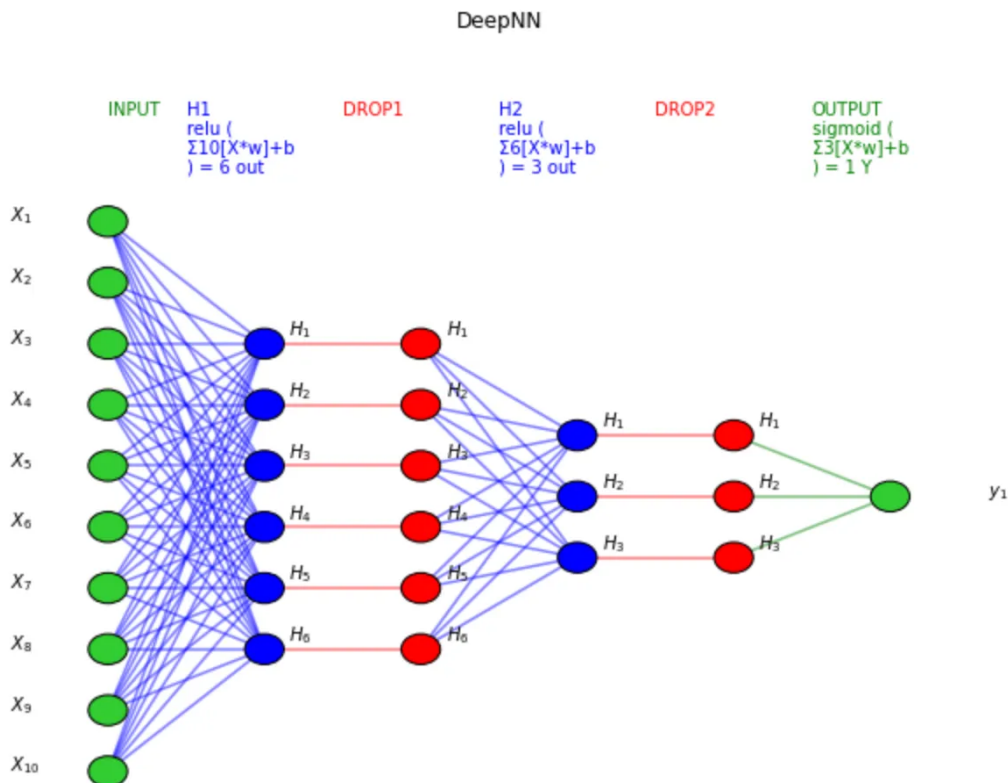 DeepNN
INPUT
H1
relu (
Σ10[X*w]+b
) = 6 out
DROP1
H2
relu (
Σ6[X*w]+b
) = 3 out
DROP2
OUTPUT
sigmoid (
Σ3[X*w]+b
) = 1 Y
X₁
X₂
X₃
X₄
X₅
X₆
X₇
X₈
X₉
X₁₀
H₁
H₂
H₃
H₄
H₅
H₆
H₁
H₂
H₃
H₄
H₅
H₆
H₁
H₂
H₃
H₁
H₂
H₃
y₁